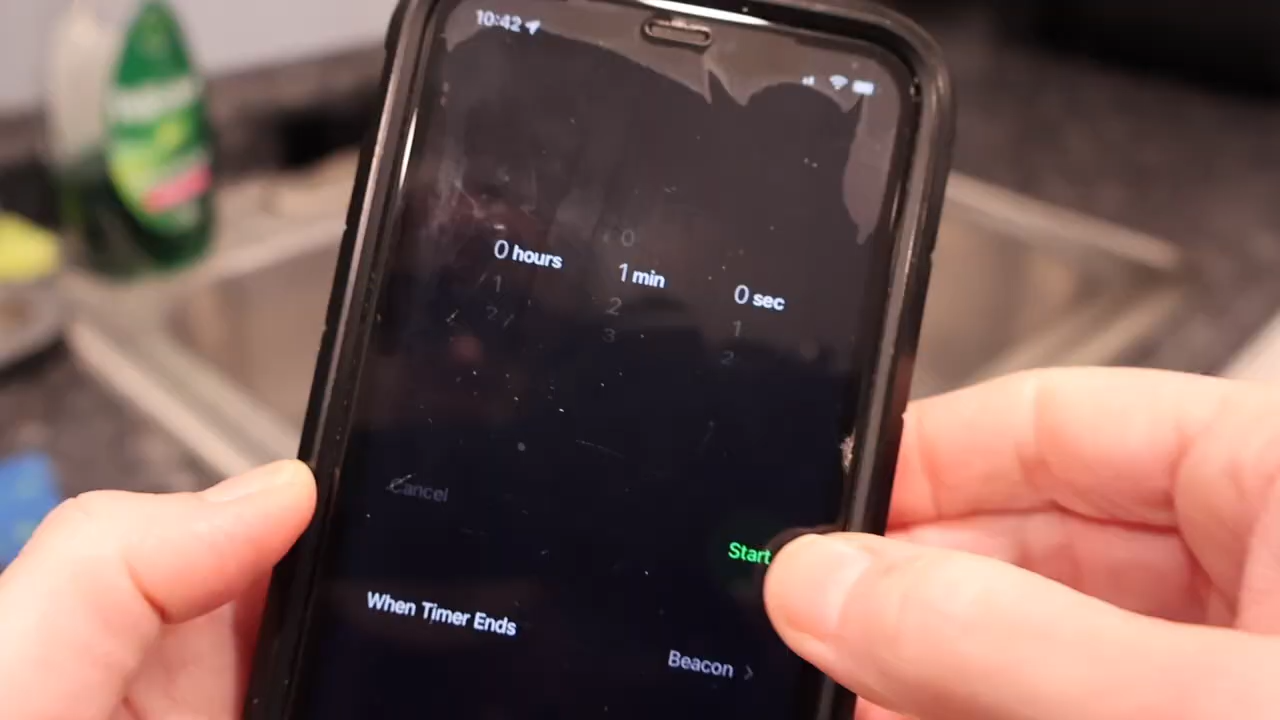 10:42
0
0 hours 1 min 0 sec
1 2 1
2 3 2
Cancel
Start
When Timer Ends
Beacon >